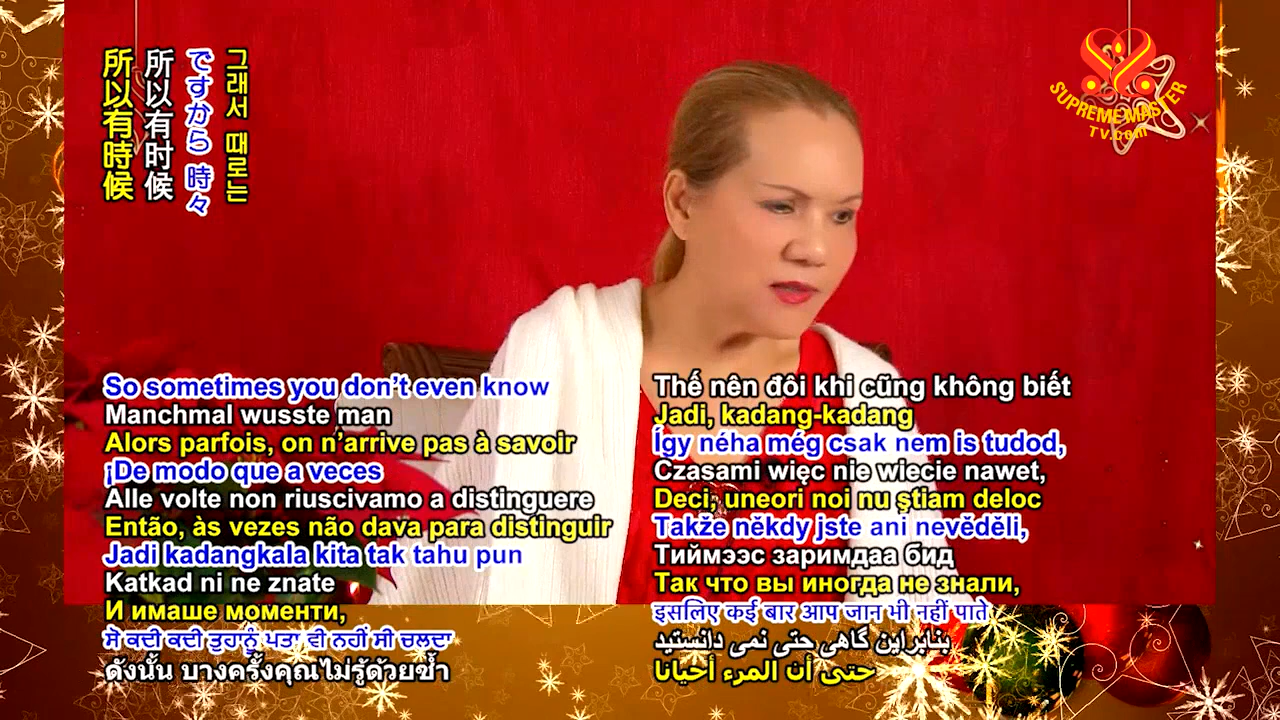 所以有時候
所以有时候
ですから 時々
그래서 때로는
SUPREME MASTER
TV.com
So sometimes you don't even know
Manchmal wusste man
Alors parfois, on n'arrive pas à savoir
¡De modo que a veces
Alle volte non riuscivamo a distinguere
Então, às vezes não dava para distinguir
Jadi kadangkala kita tak tahu pun
Katkad ni ne znate
И имаше моменти,
ਸੋ ਕਦੀ ਕਦੀ ਤੁਹਾਨੂੰ ਪਤਾ ਵੀ ਨਹੀਂ ਸੀ ਚਲਦਾ
ดังนั้น บางครั้งคุณไม่รู้ด้วยซ้ำ
Thế nên đôi khi cũng không biết
Jadi, kadang-kadang
Így néha még csak nem is tudod,
Czasami więc nie wiecie nawet,
Deci, uneori noi nu ştiam deloc
Takže někdy jste ani nevěděli,
Тиймээс заримдаа бид
Так что вы иногда не знали,
इसलिए कई बार आप जान भी नहीं पाते
بنابراین گاهی حتی نمی دانستید
حتى أن المرء أحيانا